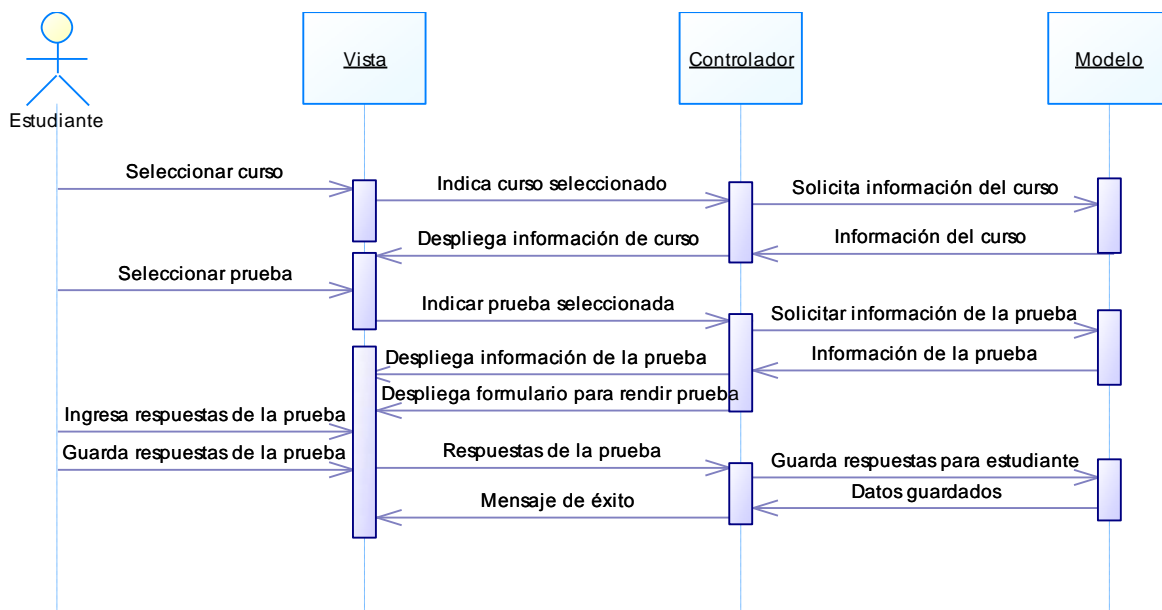 Vista
Controlador
Modelo
Estudiante
Seleccionar curso
Indica curso seleccionado
Solicita información del curso
Despliega información de curso
Información del curso
Seleccionar prueba
Indicar prueba seleccionada
Solicitar información de la prueba
Despliega información de la prueba
Información de la prueba
Despliega formulario para rendir prueba
Ingresa respuestas de la prueba
Guarda respuestas de la prueba
Respuestas de la prueba
Guarda respuestas para estudiante
Mensaje de éxito
Datos guardados